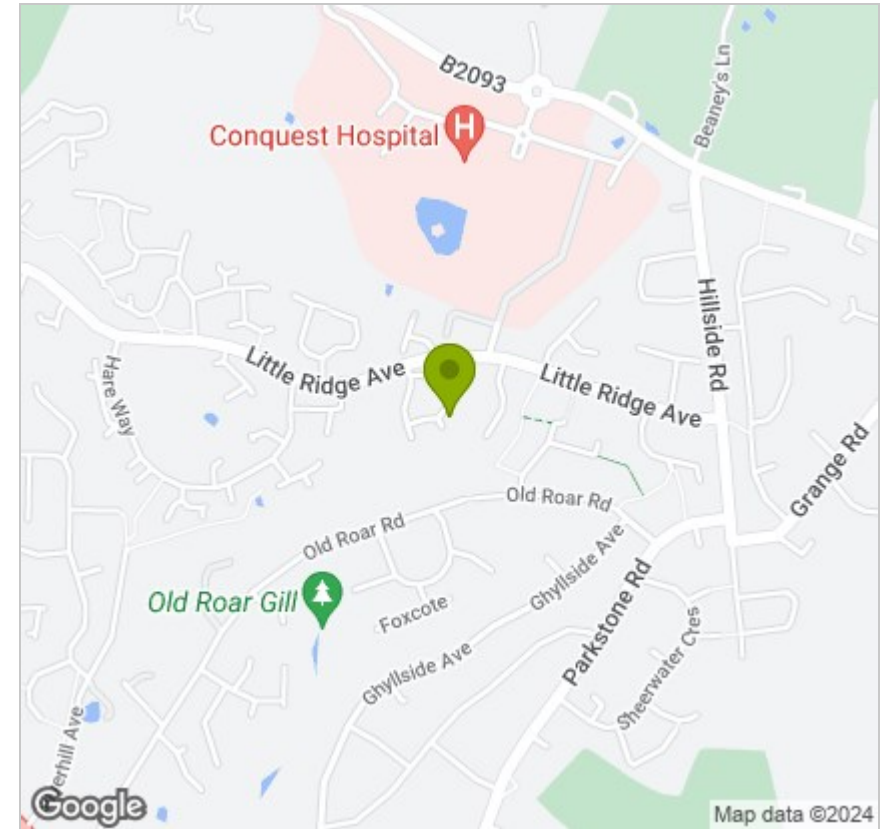 B2093
Beaney's Ln
Conquest Hospital
H
Hillside Rd
Little Ridge Ave
Little Ridge Ave
Hare Way
Grange Rd
Old Roar Rd
Old Roar Rd
Ghyllside Ave
Old Roar Gill
Foxcote
Parkstone Rd
Ghyllside Ave
Sheerwater Cres
erhill Ave
Google
Map data ©2024